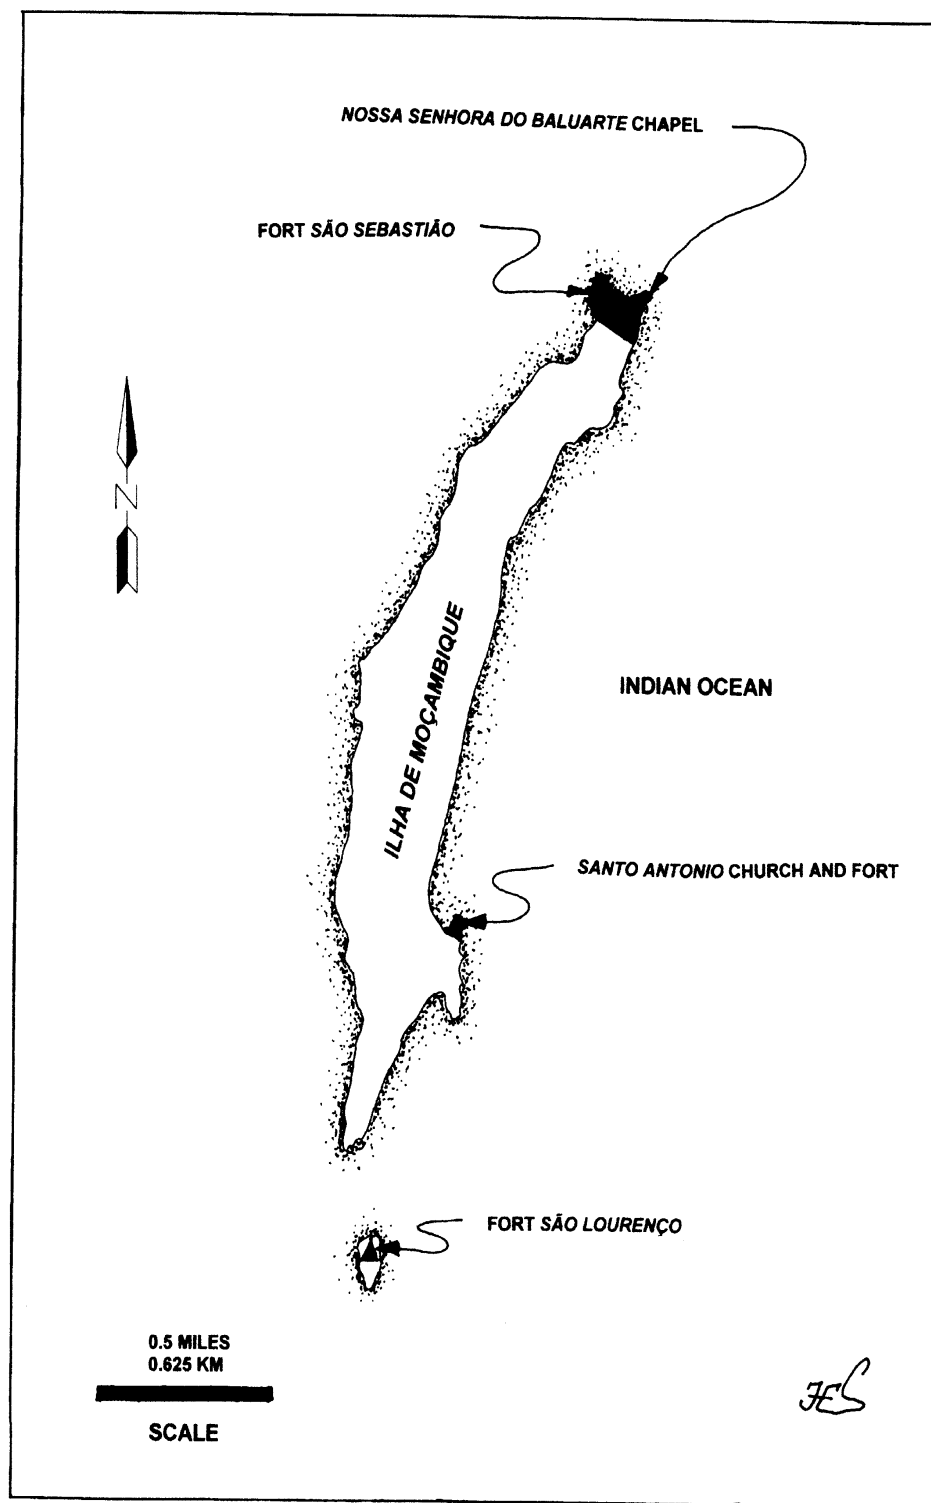 NOSSA SENHORA DO BALUARTE CHAPEL
FORT SÃO SEBASTIÃO
N
ILHA DE MOÇAMBIQUE
INDIAN OCEAN
SANTO ANTONIO CHURCH AND FORT
FORT SÃO LOURENÇO
0.5 MILES
0.625 KM
SCALE